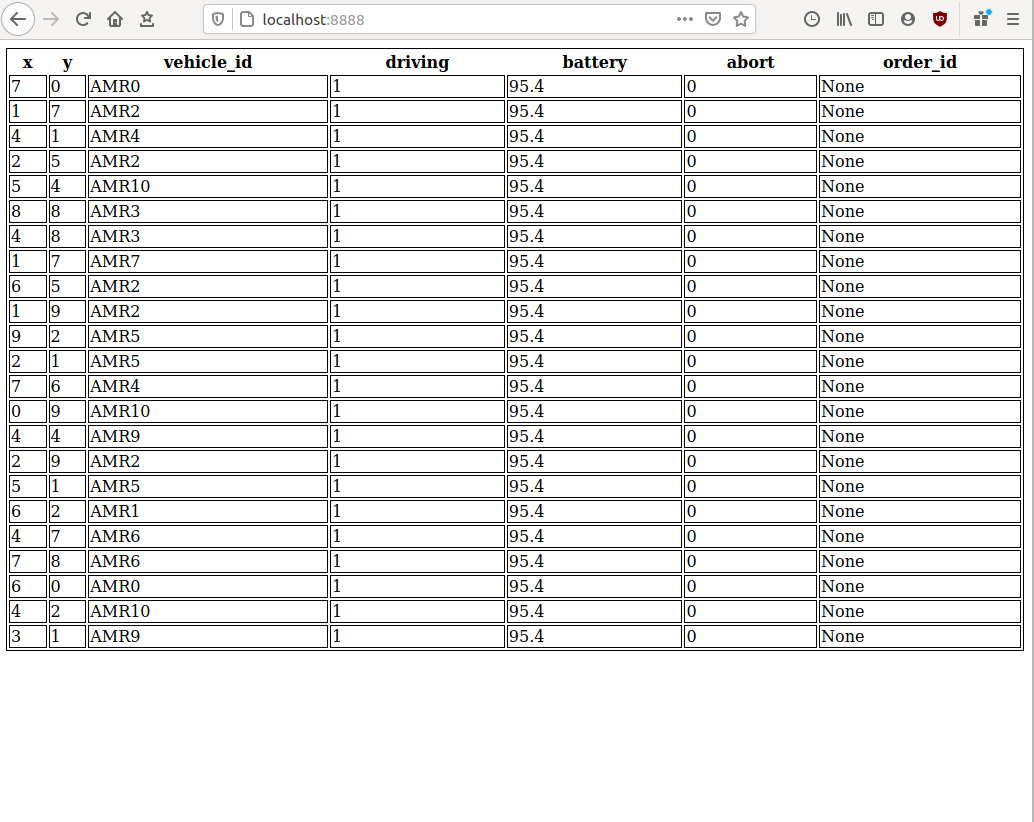 localhost:8888
x y vehicle_id driving battery abort order_id
7 0 AMR0 1 95.4 0 None
1 7 AMR2 1 95.4 0 None
4 1 AMR4 1 95.4 0 None
2 5 AMR2 1 95.4 0 None
5 4 AMR10 1 95.4 0 None
8 8 AMR3 1 95.4 0 None
4 8 AMR3 1 95.4 0 None
1 7 AMR7 1 95.4 0 None
6 5 AMR2 1 95.4 0 None
1 9 AMR2 1 95.4 0 None
9 2 AMR5 1 95.4 0 None
2 1 AMR5 1 95.4 0 None
7 6 AMR4 1 95.4 0 None
0 9 AMR10 1 95.4 0 None
4 4 AMR9 1 95.4 0 None
2 9 AMR2 1 95.4 0 None
5 1 AMR5 1 95.4 0 None
6 2 AMR1 1 95.4 0 None
4 7 AMR6 1 95.4 0 None
7 8 AMR6 1 95.4 0 None
6 0 AMR0 1 95.4 0 None
4 2 AMR10 1 95.4 0 None
3 1 AMR9 1 95.4 0 None